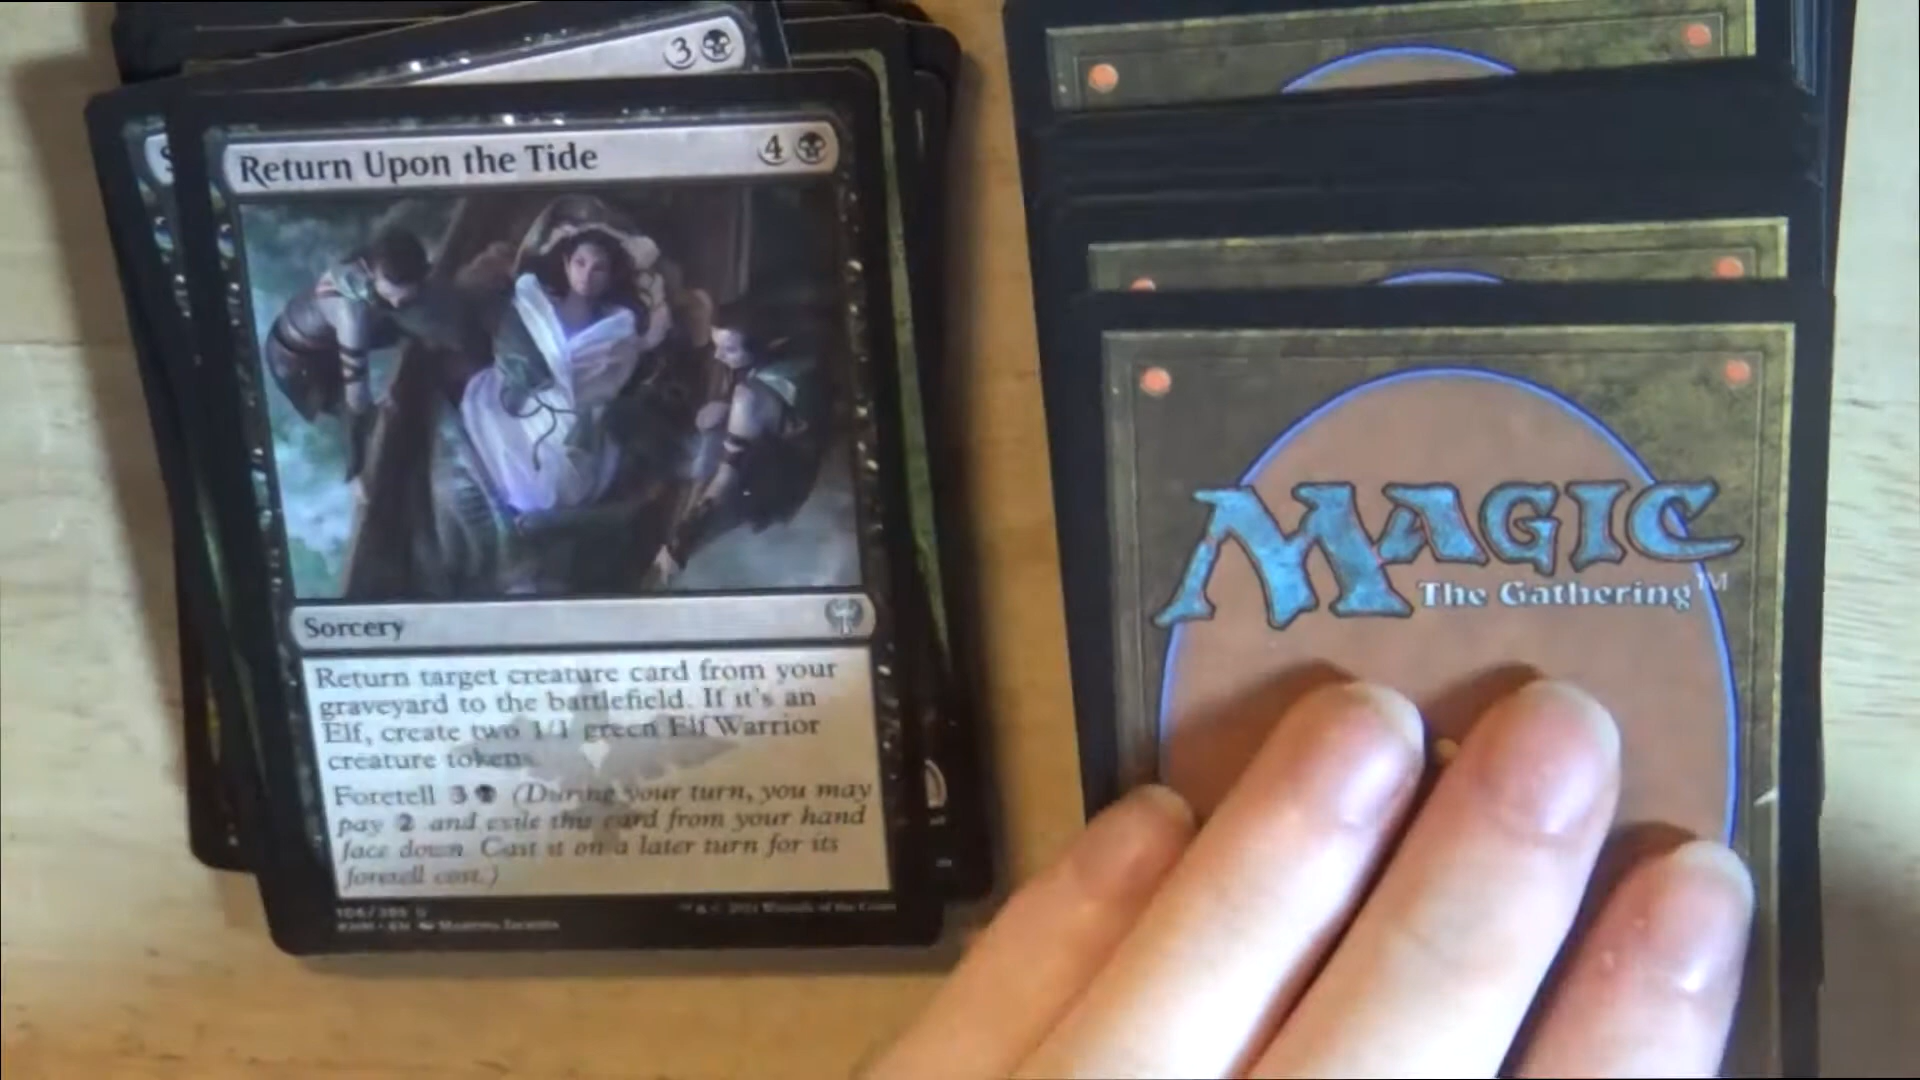 3
Return Upon the Tide 4
Sorcery
Return target creature card from your
graveyard to the battlefield. If it's an
Elf, create two 1/1 green Elf Warrior
creature tokens.
Foretell 3 (During your turn, you may
pay 2 and exile this card from your hand
face down. Cast it on a later turn for its
foretell cost.)
MAGIC
The Gathering™